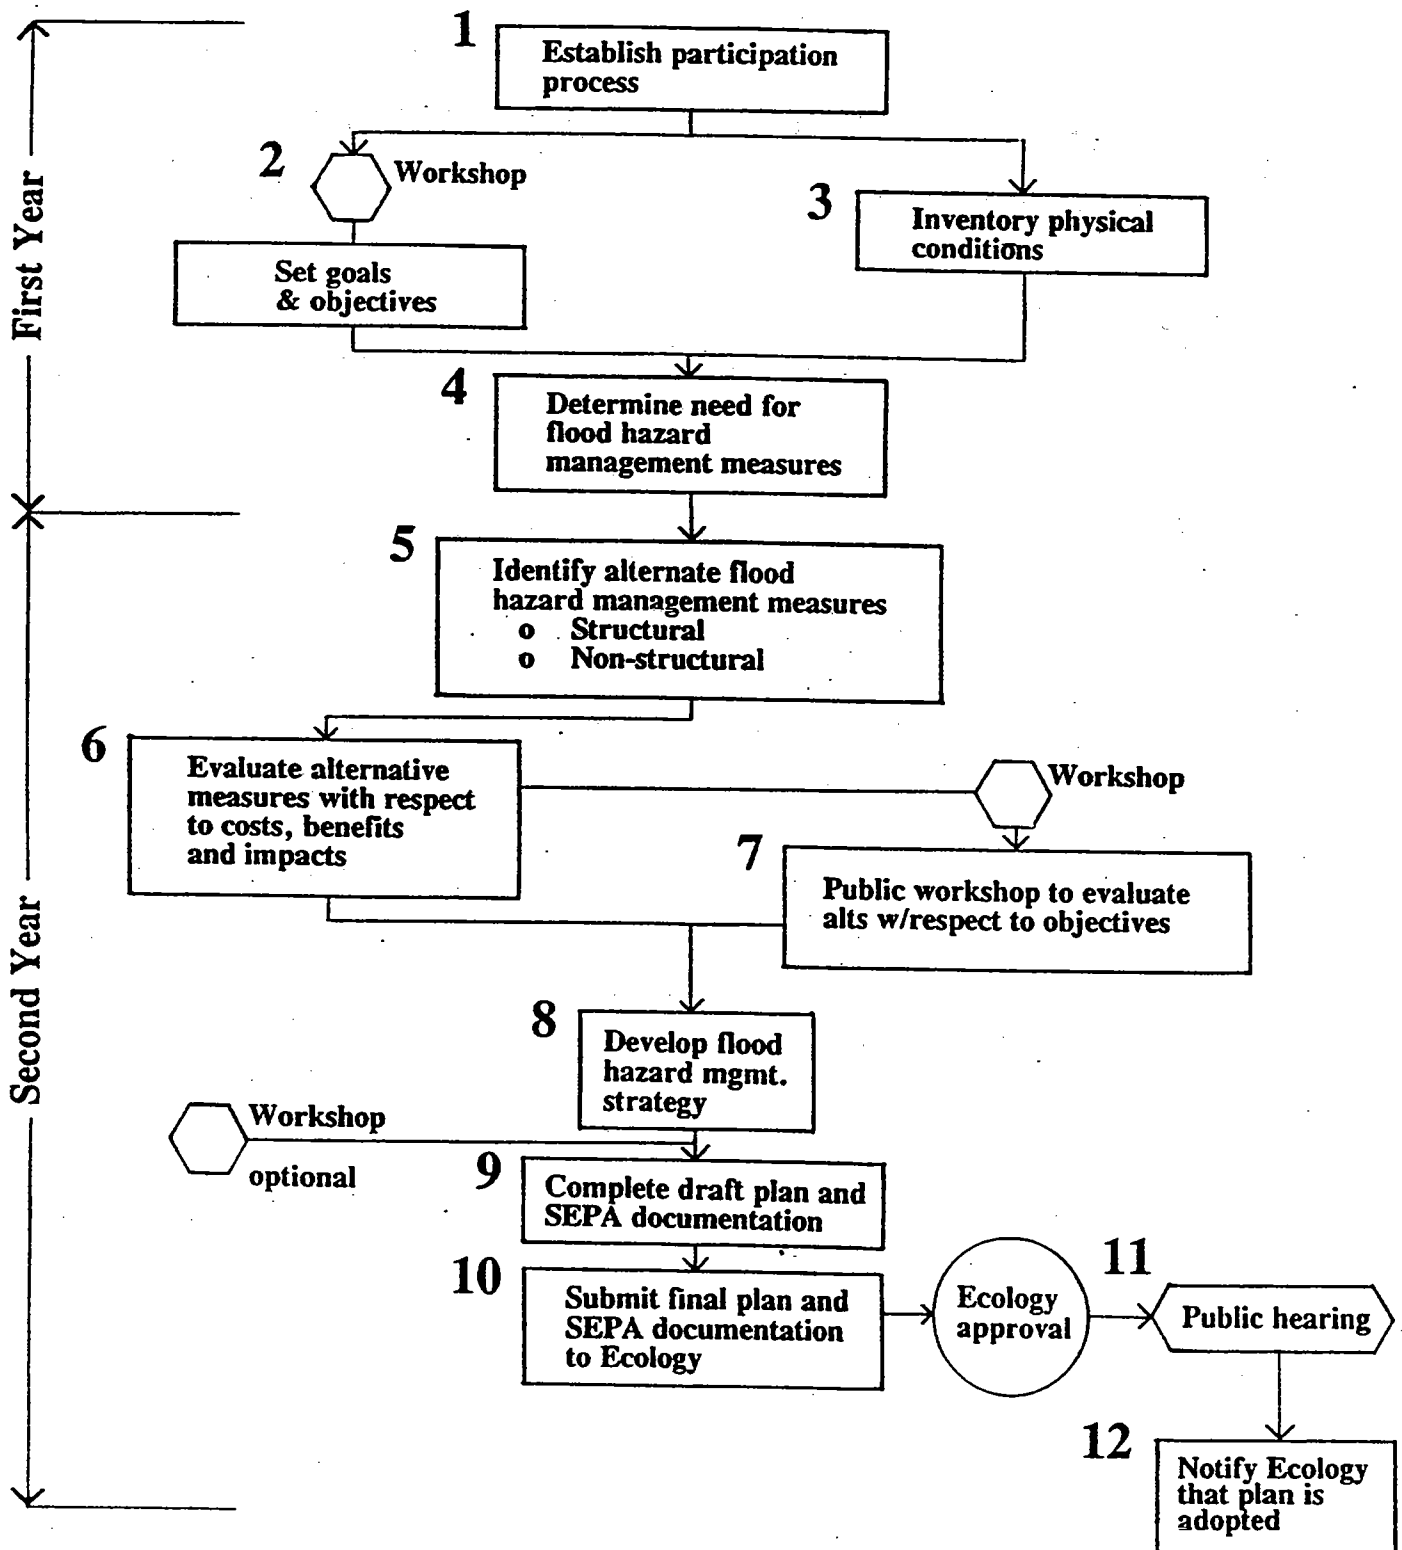 1
Establish participation
process
2
Workshop
3
Inventory physical
conditions
Set goals
& objectives
First Year
4
Determine need for
flood hazard
management measures
5
Identify alternate flood
hazard management measures
o Structural
o Non-structural
6
Evaluate alternative
measures with respect
to costs, benefits
and impacts
Workshop
7
Public workshop to evaluate
alts w/respect to objectives
Second Year
8
Develop flood
hazard mgmt.
strategy
Workshop
optional
9
Complete draft plan and
SEPA documentation
10
Submit final plan and
SEPA documentation
to Ecology
Ecology
approval
11
Public hearing
12
Notify Ecology
that plan is
adopted